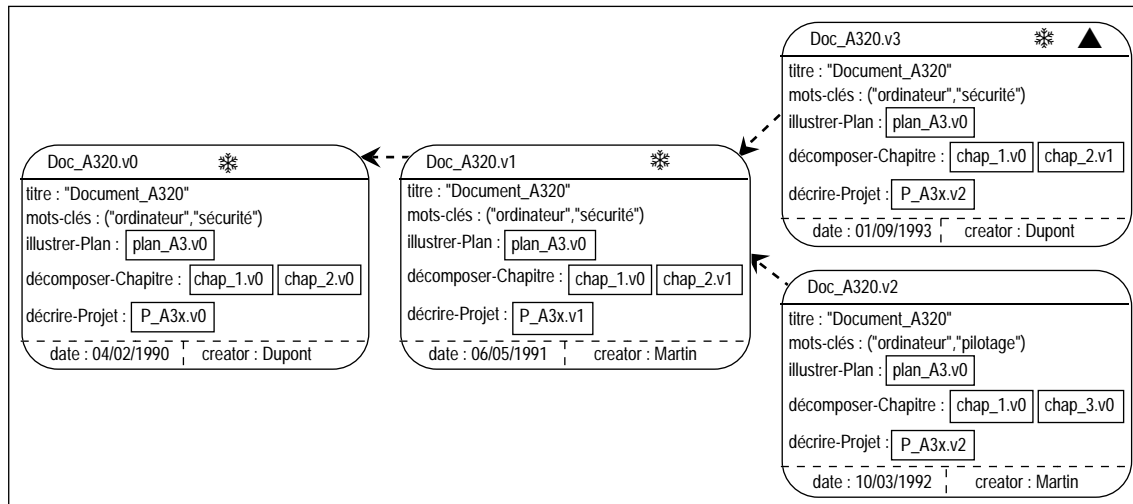 Doc_A320.v0
titre : "Document_A320"
mots-clés : ("ordinateur","sécurité")
illustrer-Plan : plan_A3.v0
décomposer-Chapitre : chap_1.v0 chap_2.v0
décrire-Projet : P_A3x.v0
date : 04/02/1990 creator : Dupont
Doc_A320.v1
titre : "Document_A320"
mots-clés : ("ordinateur","sécurité")
illustrer-Plan : plan_A3.v0
décomposer-Chapitre : chap_1.v0 chap_2.v1
décrire-Projet : P_A3x.v1
date : 06/05/1991 creator : Martin
Doc_A320.v3
titre : "Document_A320"
mots-clés : ("ordinateur","sécurité")
illustrer-Plan : plan_A3.v0
décomposer-Chapitre : chap_1.v0 chap_2.v1
décrire-Projet : P_A3x.v2
date : 01/09/1993 creator : Dupont
Doc_A320.v2
titre : "Document_A320"
mots-clés : ("ordinateur","pilotage")
illustrer-Plan : plan_A3.v0
décomposer-Chapitre : chap_1.v0 chap_3.v0
décrire-Projet : P_A3x.v2
date : 10/03/1992 creator : Martin